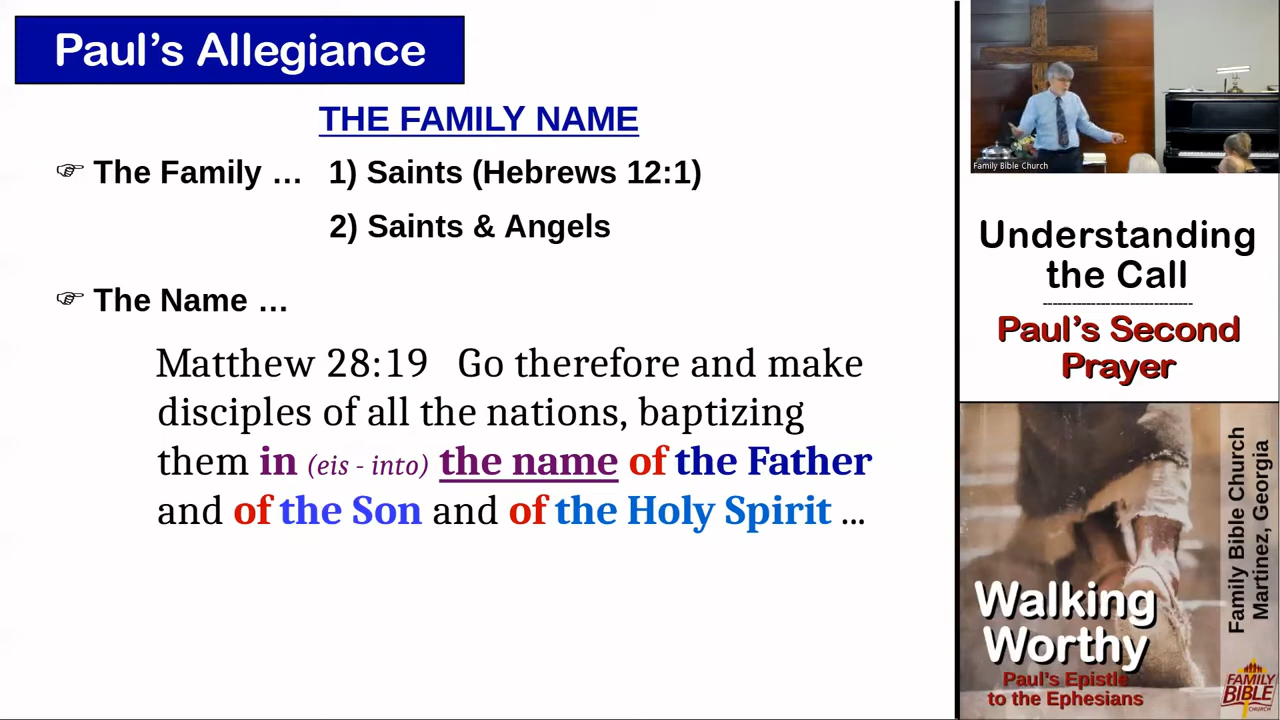 Paul's Allegiance
THE FAMILY NAME
☞ The Family … 1) Saints (Hebrews 12:1)
2) Saints & Angels
☞ The Name …
Matthew 28:19 Go therefore and make
disciples of all the nations, baptizing
them in (eis - into) the name of the Father
and of the Son and of the Holy Spirit ...
Family Bible Church
Understanding
the Call
------------------------------
Paul's Second
Prayer
Family Bible Church
Martinez, Georgia
Walking
Worthy
Paul's Epistle
to the Ephesians
FAMILY
BIBLE
CHURCH